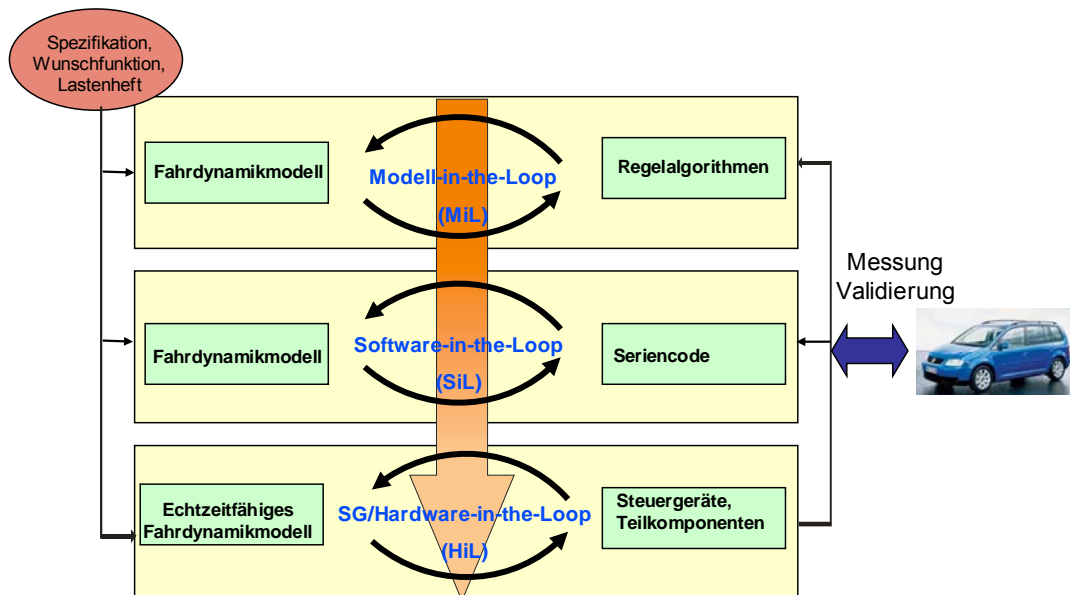 Spezifikation,
Wunschfunktion,
Lastenheft
Fahrdynamikmodell
Modell-in-the-Loop
(MiL)
Regelalgorithmen
Messung
Validierung
Fahrdynamikmodell
Software-in-the-Loop
(SiL)
Seriencode
Echtzeitfähiges
Fahrdynamikmodell
SG/Hardware-in-the-Loop
(HiL)
Steuergeräte,
Teilkomponenten